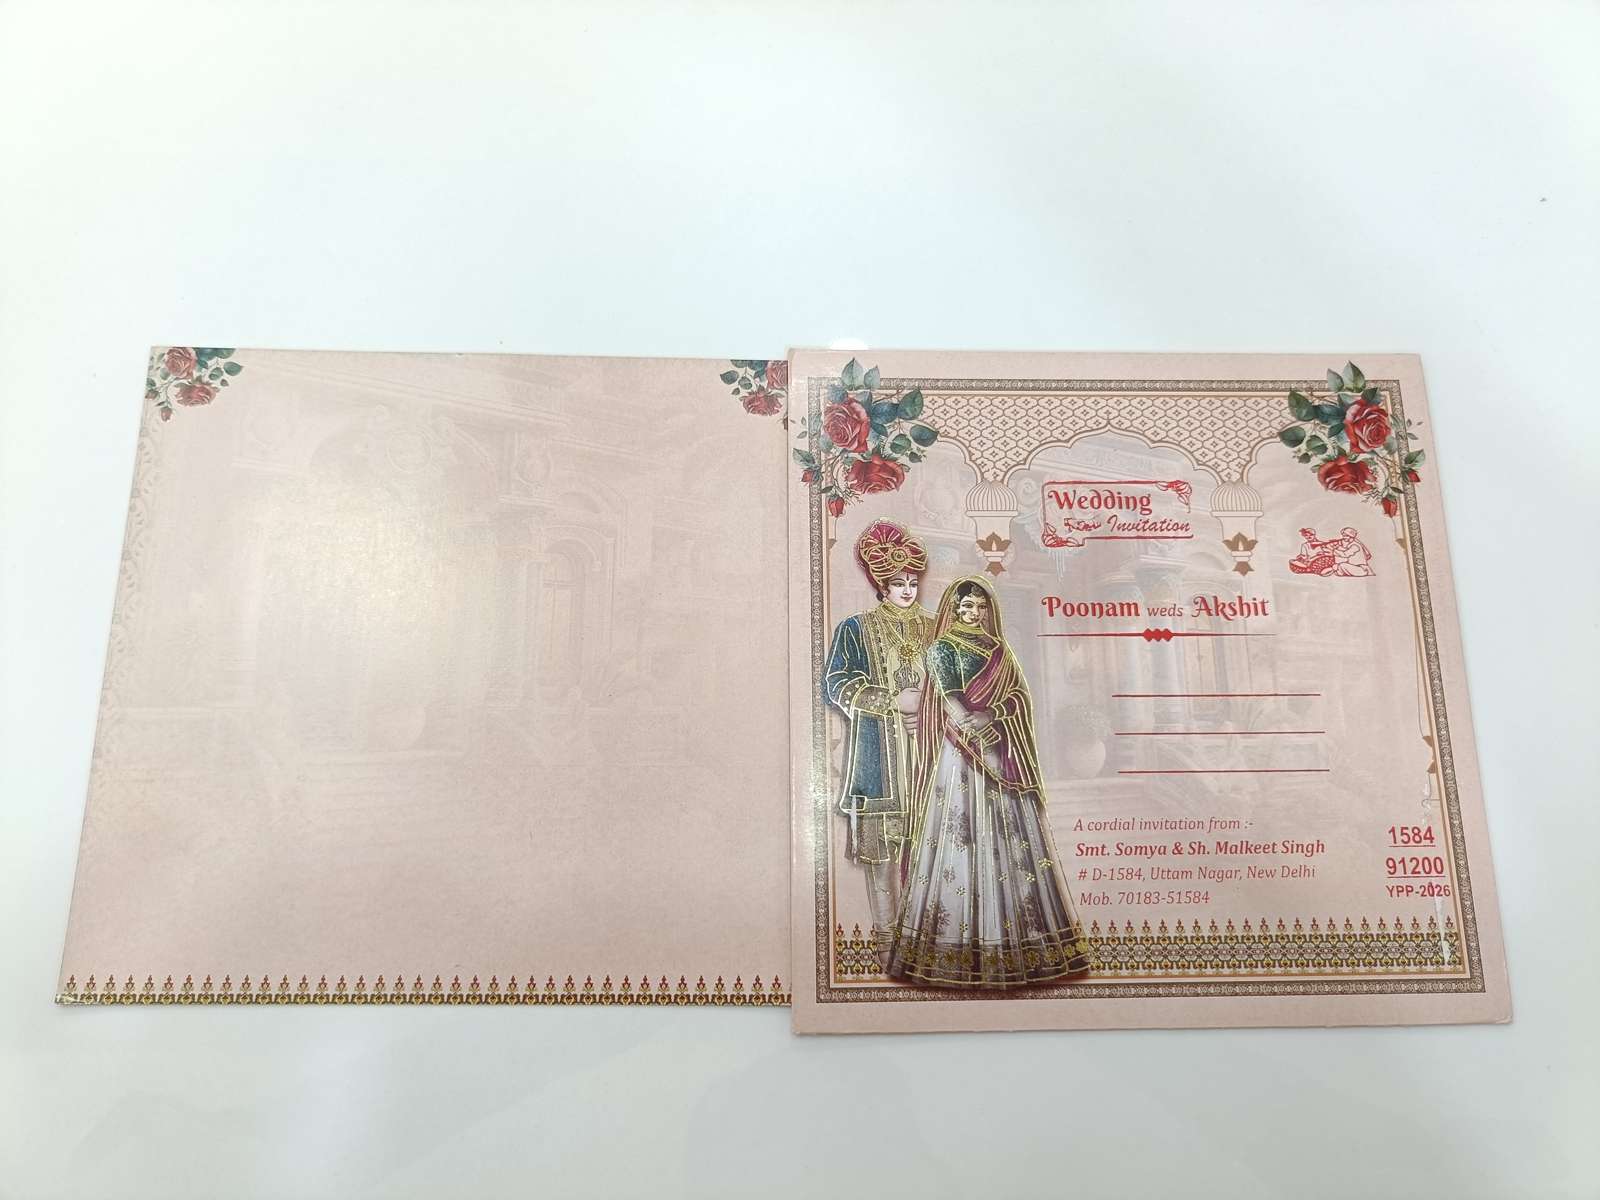 Wedding
Invitation
Poonam weds Akshit
A cordial invitation from :-
Smt. Somya & Sh. Malkeet Singh
# D-1584, Uttam Nagar, New Delhi
Mob. 70183-51584
1584
91200
YPP-2026